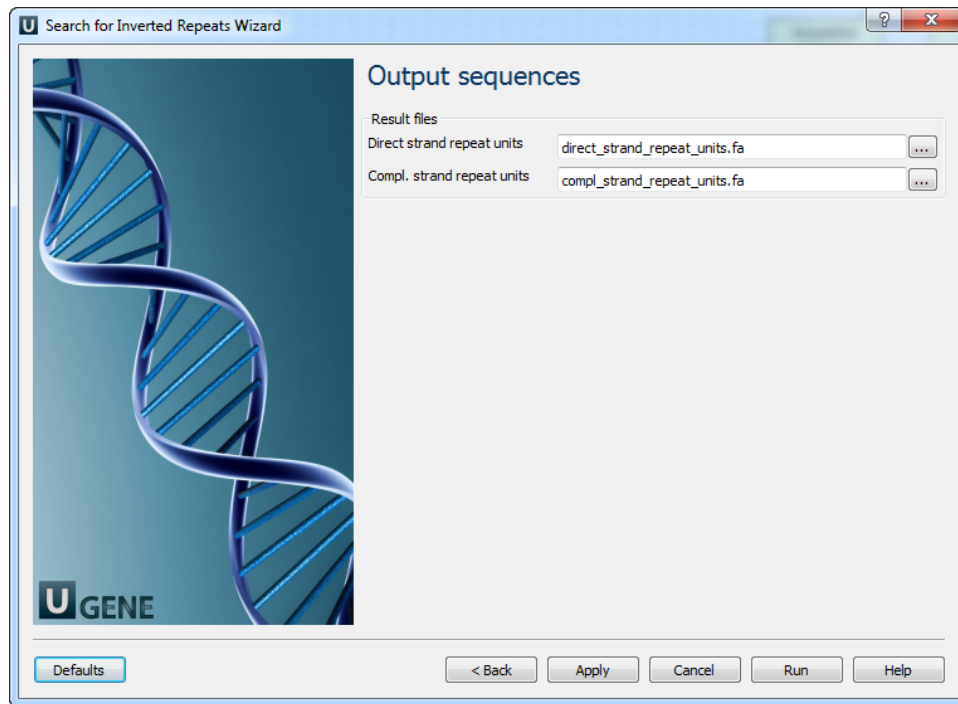 U Search for Inverted Repeats Wizard
?
Output sequences
Result files
Direct strand repeat units direct_strand_repeat_units.fa ...
Compl. strand repeat units compl_strand_repeat_units.fa ...
U GENE
Defaults < Back Apply Cancel Run Help